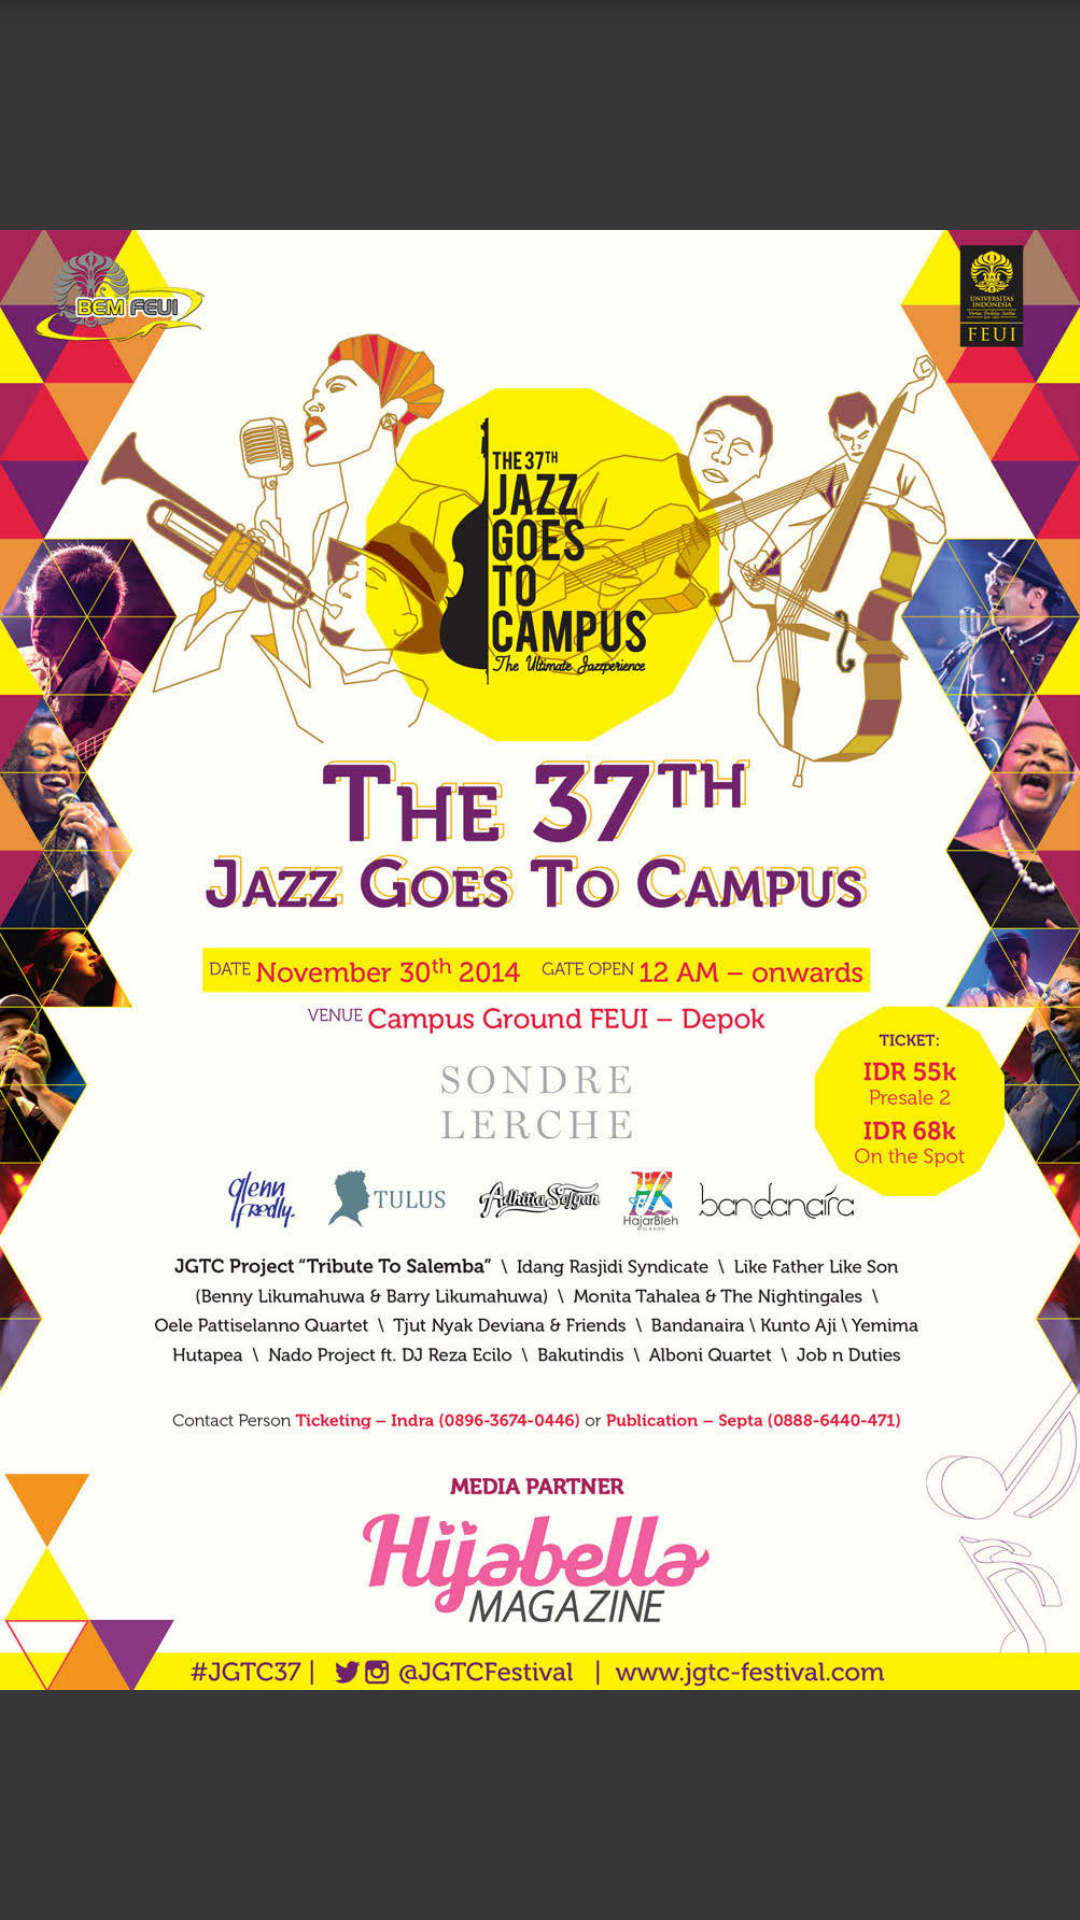 BEM FEUI
UNIVERSITAS
INDONESIA
FEUI
THE 37TH
JAZZ
GOES
TO
CAMPUS
The Ultimate Jazzperience
THE 37TH
JAZZ GOES TO CAMPUS
DATE November 30th 2014 GATE OPEN 12 AM – onwards
VENUE Campus Ground FEUI – Depok
TICKET:
IDR 55k
Presale 2
IDR 68k
On the Spot
SONDRE
LERCHE
glenn
fredly.
TULUS
Adhitia Sofyan
HajarBleh
BIG BAND
bandanaira
JGTC Project "Tribute To Salemba" \ Idang Rasjidi Syndicate \ Like Father Like Son
(Benny Likumahuwa & Barry Likumahuwa) \ Monita Tahalea & The Nightingales \
Oele Pattiselanno Quartet \ Tjut Nyak Deviana & Friends \ Bandanaira \ Kunto Aji \ Yemima
Hutapea \ Nado Project ft. DJ Reza Ecilo \ Bakutindis \ Alboni Quartet \ Job n Duties
Contact Person Ticketing – Indra (0896-3674-0446) or Publication – Septa (0888-6440-471)
MEDIA PARTNER
Hijabella
MAGAZINE
#JGTC37 | @JGTCFestival | www.jgtc-festival.com